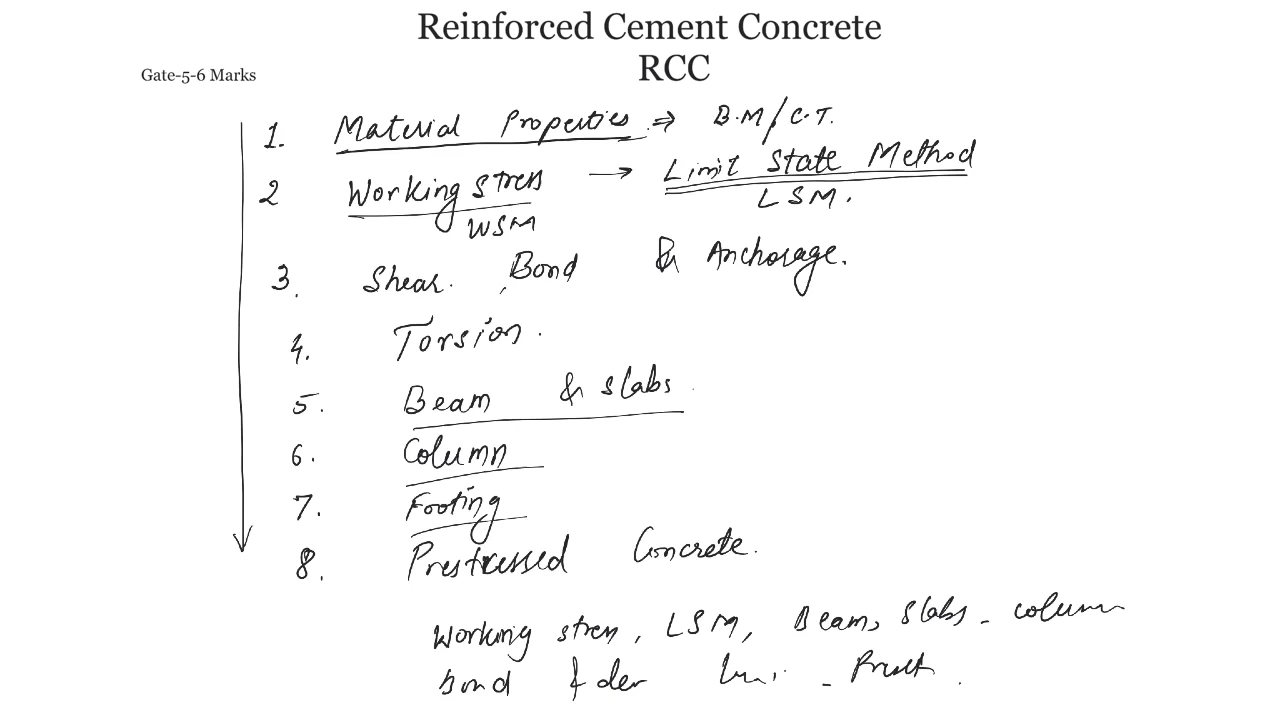 Reinforced Cement Concrete
RCC
Gate-5-6 Marks
1. Material Properties ⇒ B.M/C.T.
2 Working Stress → Limit State Method
WSM LSM.
3. Shear, Bond & Anchorage.
4. Torsion.
5. Beam & slabs.
6. Column
7. Footing
8. Prestressed Concrete.
Working stress, LSM, Beam, Slabs - column
bond